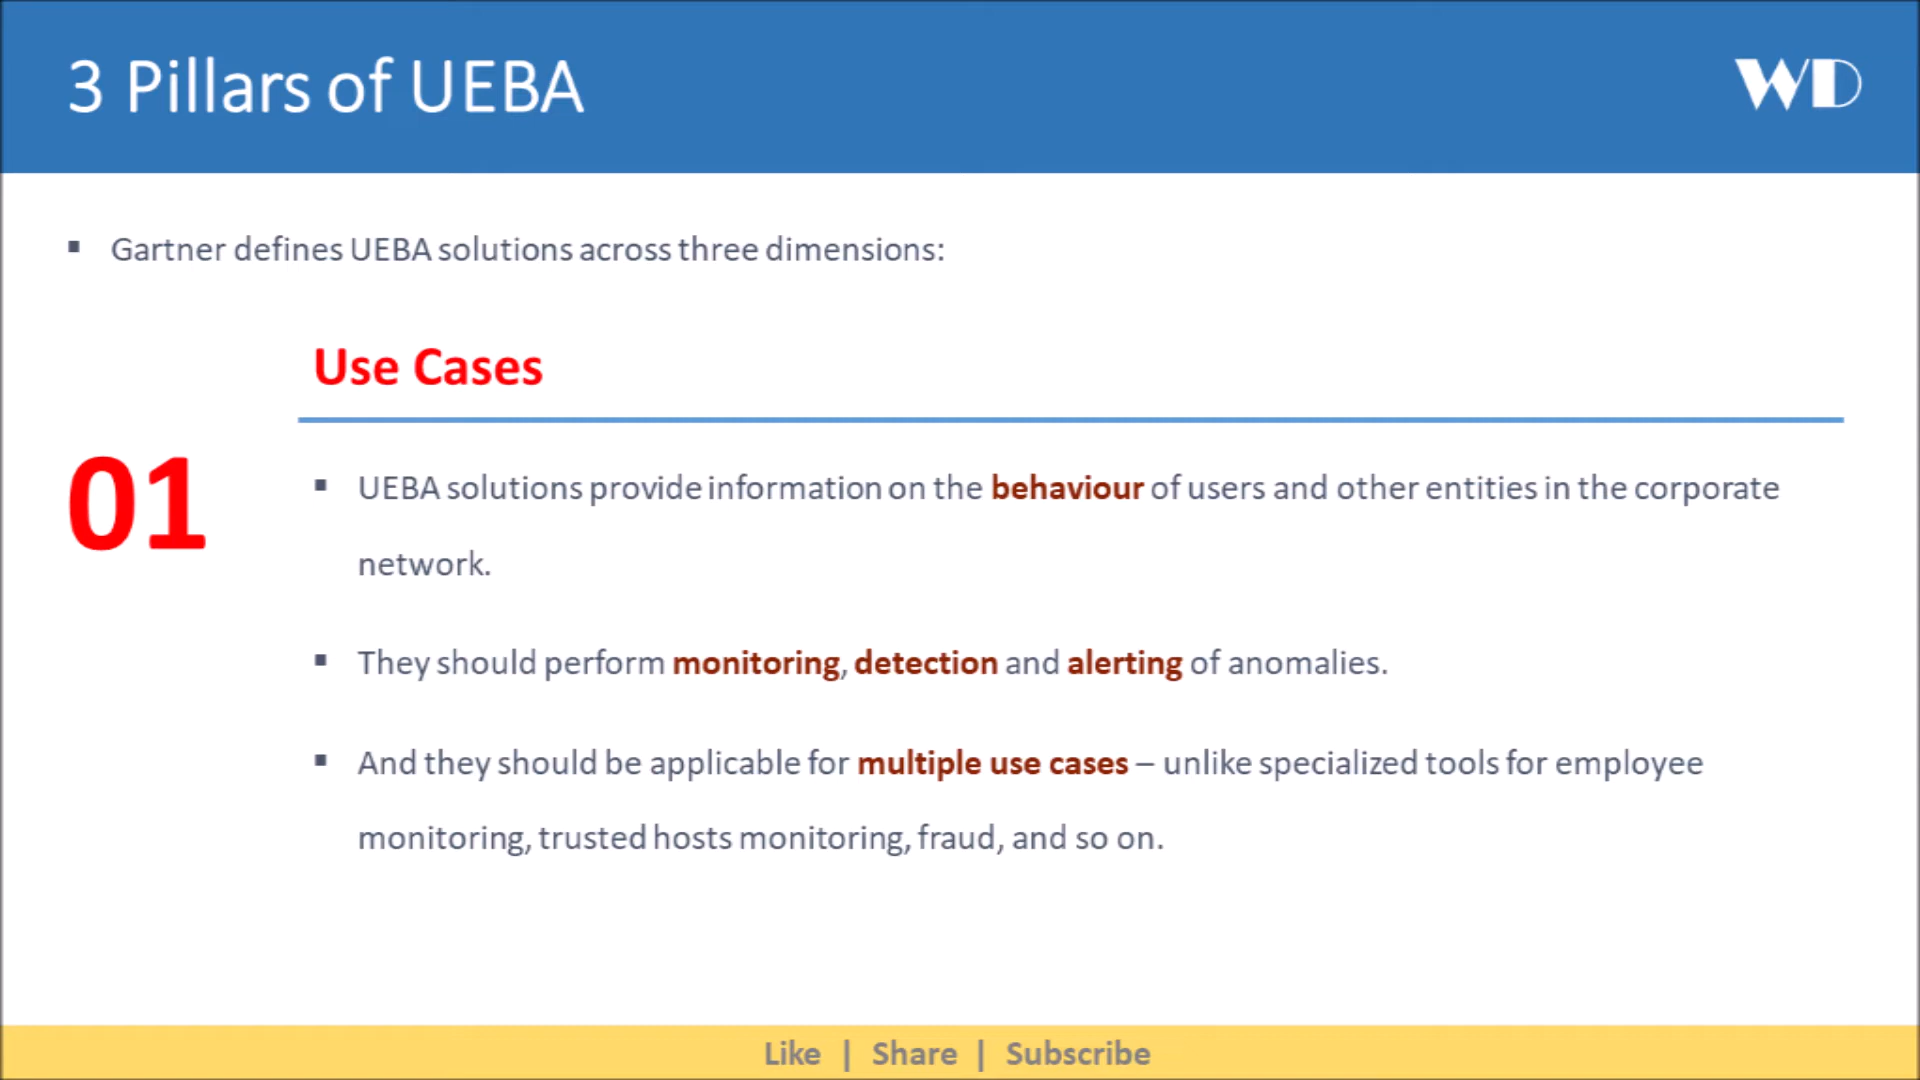 3 Pillars of UEBA
WD
▪ Gartner defines UEBA solutions across three dimensions:
Use Cases
01
▪ UEBA solutions provide information on the behaviour of users and other entities in the corporate
network.
▪ They should perform monitoring, detection and alerting of anomalies.
▪ And they should be applicable for multiple use cases – unlike specialized tools for employee
monitoring, trusted hosts monitoring, fraud, and so on.
Like | Share | Subscribe